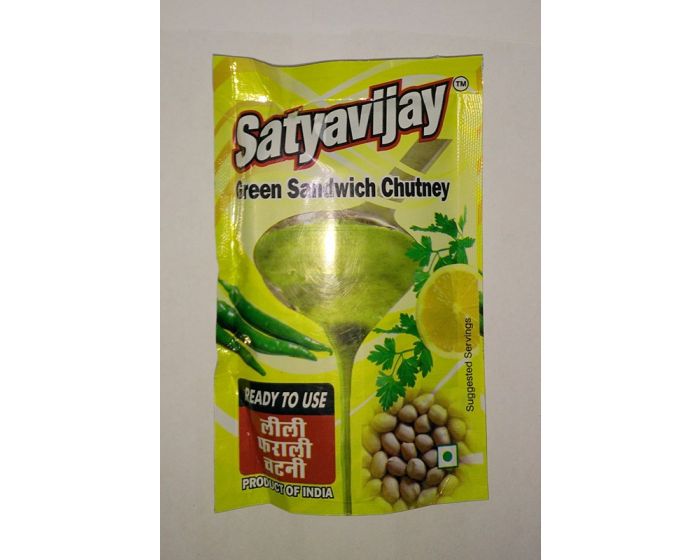 Satyavijay™
Green Sandwich Chutney
Suggested Servings
READY TO USE
लीली
फराली
चटनी
PRODUCT OF INDIA